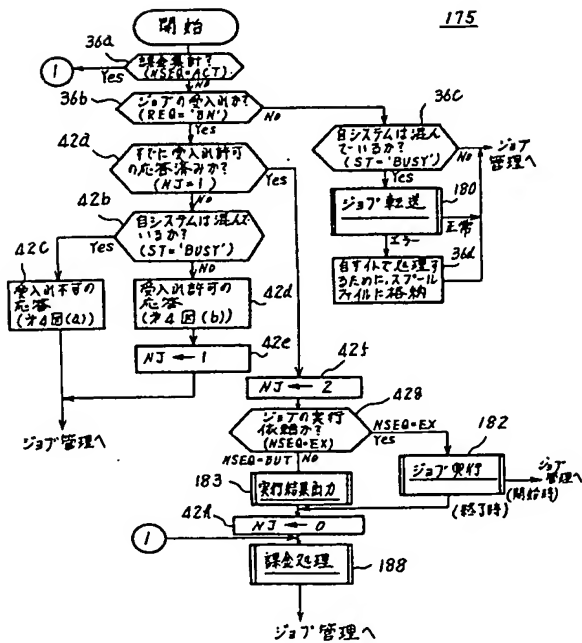 175
開始
36a
課金集計?
(NSEQ=ACT)
1
Yes
NO
36b
ジョブの受入れか?
(REQ='BN')
NO
Yes
36c
自システムは混ん
でいるか?
(ST='BUSY')
NO
ジョブ
管理へ
Yes
ジョブ転送
180
正常
エラー
36d
自サイトで処理す
るために,スプール
ファイルに格納
42a
すでに受入れ許可
の応答済みか?
(NJ=1)
Yes
NO
42b
自システムは混ん
でいるか?
(ST='BUSY')
Yes
NO
42c
受入れ不可の
応答
(第4図(a))
受入れ許可の
応答
(第4図(b))
42d
NJ ← 1
42e
ジョブ管理へ
42f
NJ ← 2
42g
ジョブの実行
依頼か?
(NSEQ=EX)
NSEQ=EX
Yes
NSEQ=OUT
NO
182
ジョブ実行
ジョブ
管理へ
(開始時)
(終了時)
183
実行結果出力
42h
NJ ← 0
1
課金処理
188
ジョブ管理へ